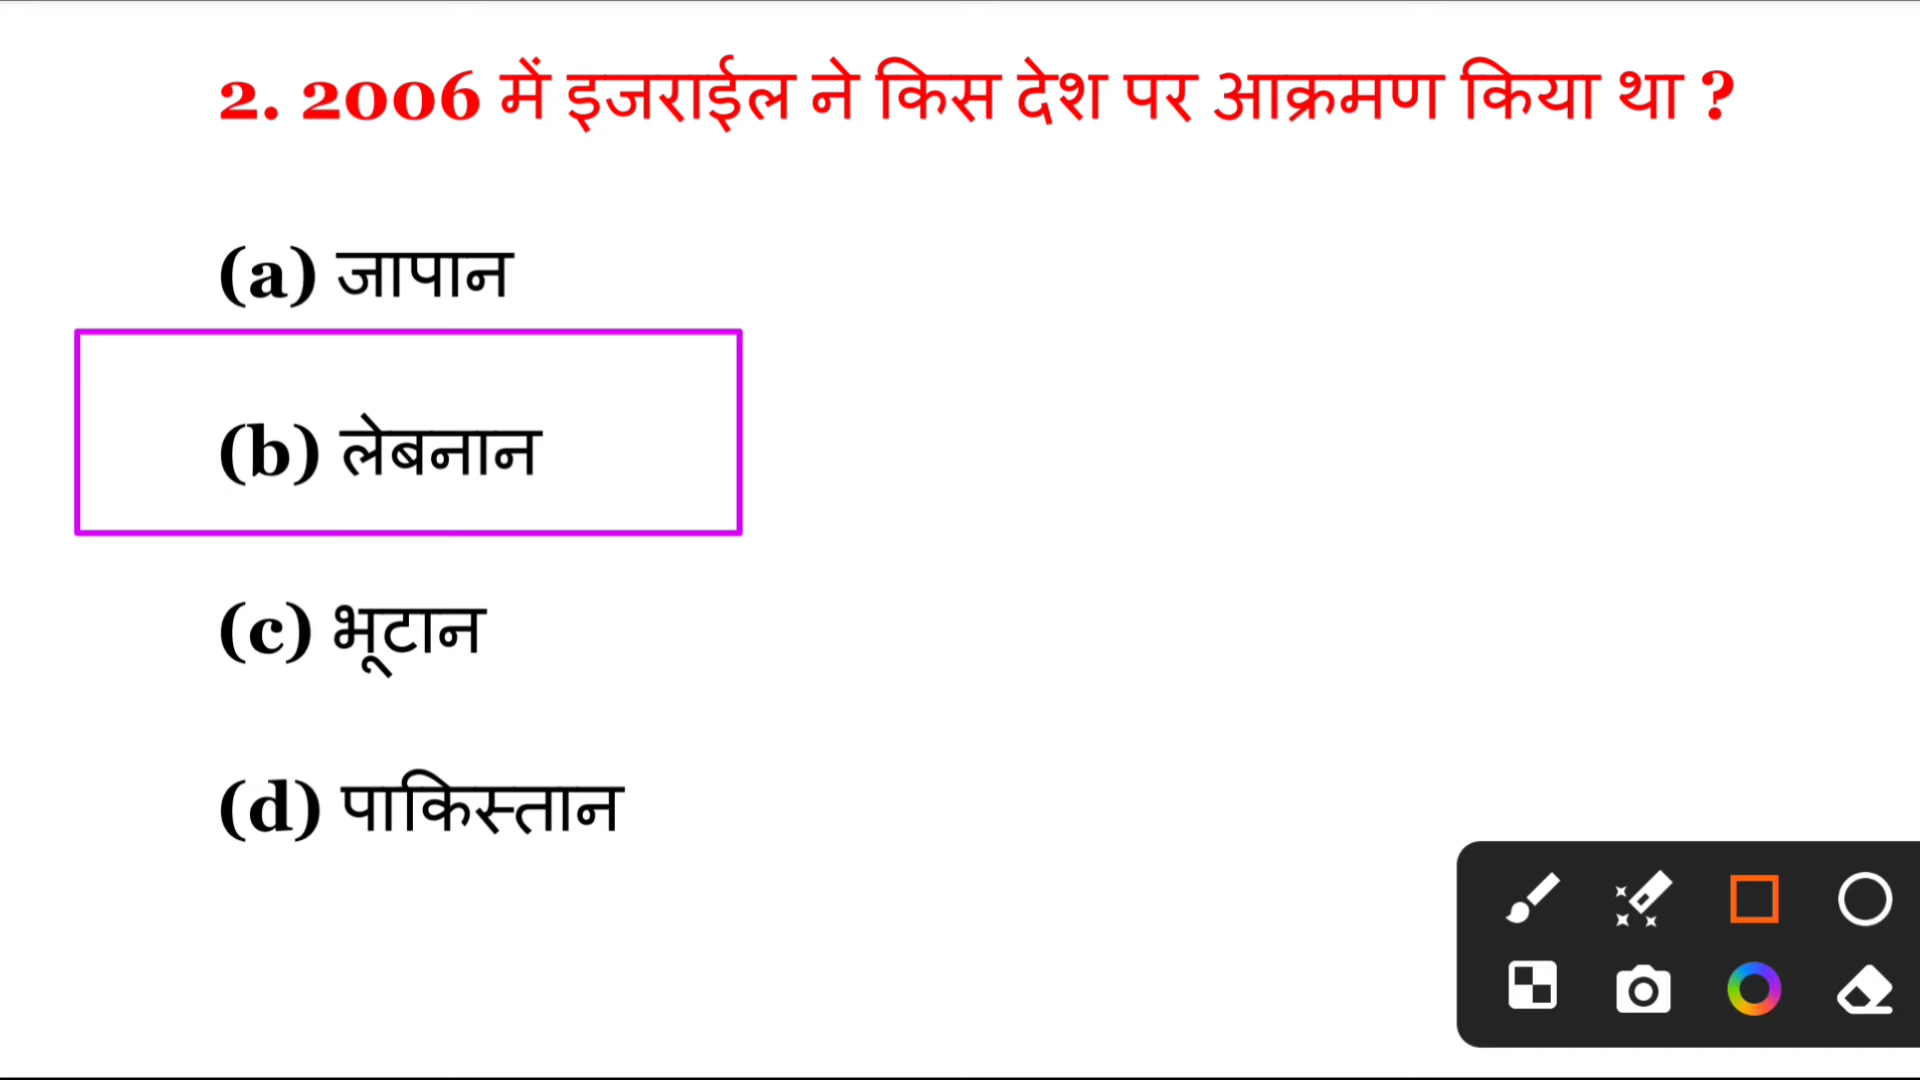 2. 2006 में इजराईल ने किस देश पर आक्रमण किया था ?
(a) जापान
(b) लेबनान
(c) भूटान
(d) पाकिस्तान